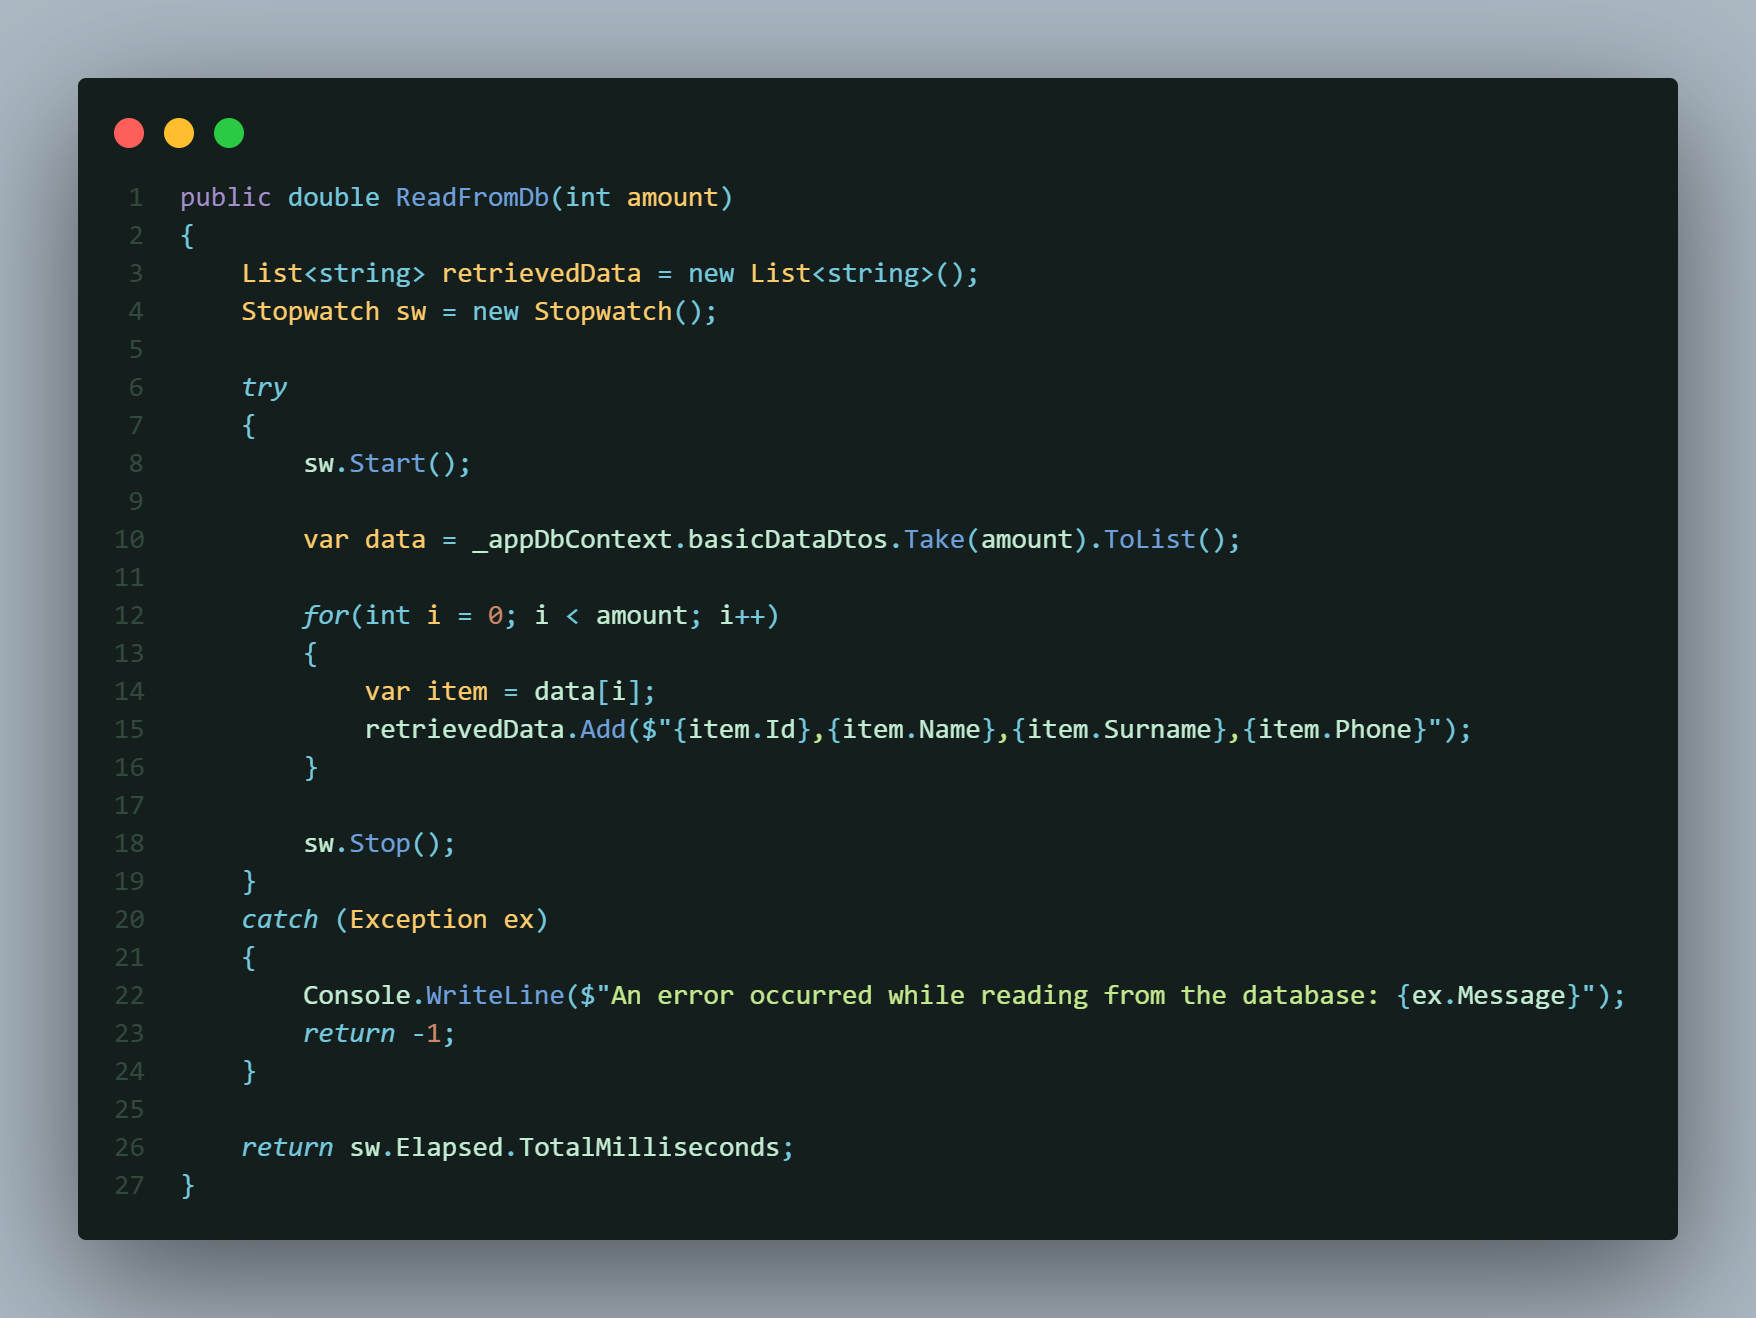 1 public double ReadFromDb(int amount)
2 {
3     List<string> retrievedData = new List<string>();
4     Stopwatch sw = new Stopwatch();
5
6     try
7     {
8         sw.Start();
9
10         var data = _appDbContext.basicDataDtos.Take(amount).ToList();
11
12         for(int i = 0; i < amount; i++)
13         {
14             var item = data[i];
15             retrievedData.Add($"{item.Id},{item.Name},{item.Surname},{item.Phone}");
16         }
17
18         sw.Stop();
19     }
20     catch (Exception ex)
21     {
22         Console.WriteLine($"An error occurred while reading from the database: {ex.Message}");
23         return -1;
24     }
25
26     return sw.Elapsed.TotalMilliseconds;
27 }